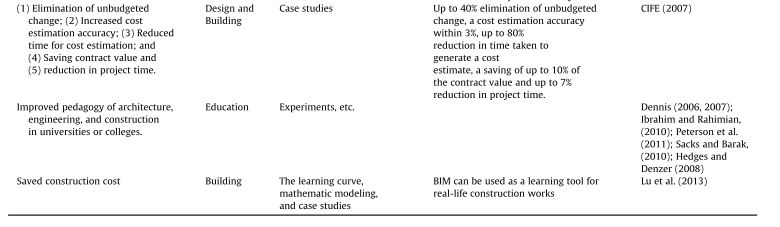 (1) Elimination of unbudgeted
change; (2) Increased cost
estimation accuracy; (3) Reduced
time for cost estimation; and
(4) Saving contract value and
(5) reduction in project time.
Design and
Building
Case studies
Up to 40% elimination of unbudgeted
change, a cost estimation accuracy
within 3%, up to 80%
reduction in time taken to
generate a cost
estimate, a saving of up to 10% of
the contract value and up to 7%
reduction in project time.
CIFE (2007)
Improved pedagogy of architecture,
engineering, and construction
in universities or colleges.
Education
Experiments, etc.
Dennis (2006, 2007);
Ibrahim and Rahimian,
(2010); Peterson et al.
(2011); Sacks and Barak,
(2010); Hedges and
Denzer (2008)
Saved construction cost
Building
The learning curve,
mathematic modeling,
and case studies
BIM can be used as a learning tool for
real-life construction works
Lu et al. (2013)